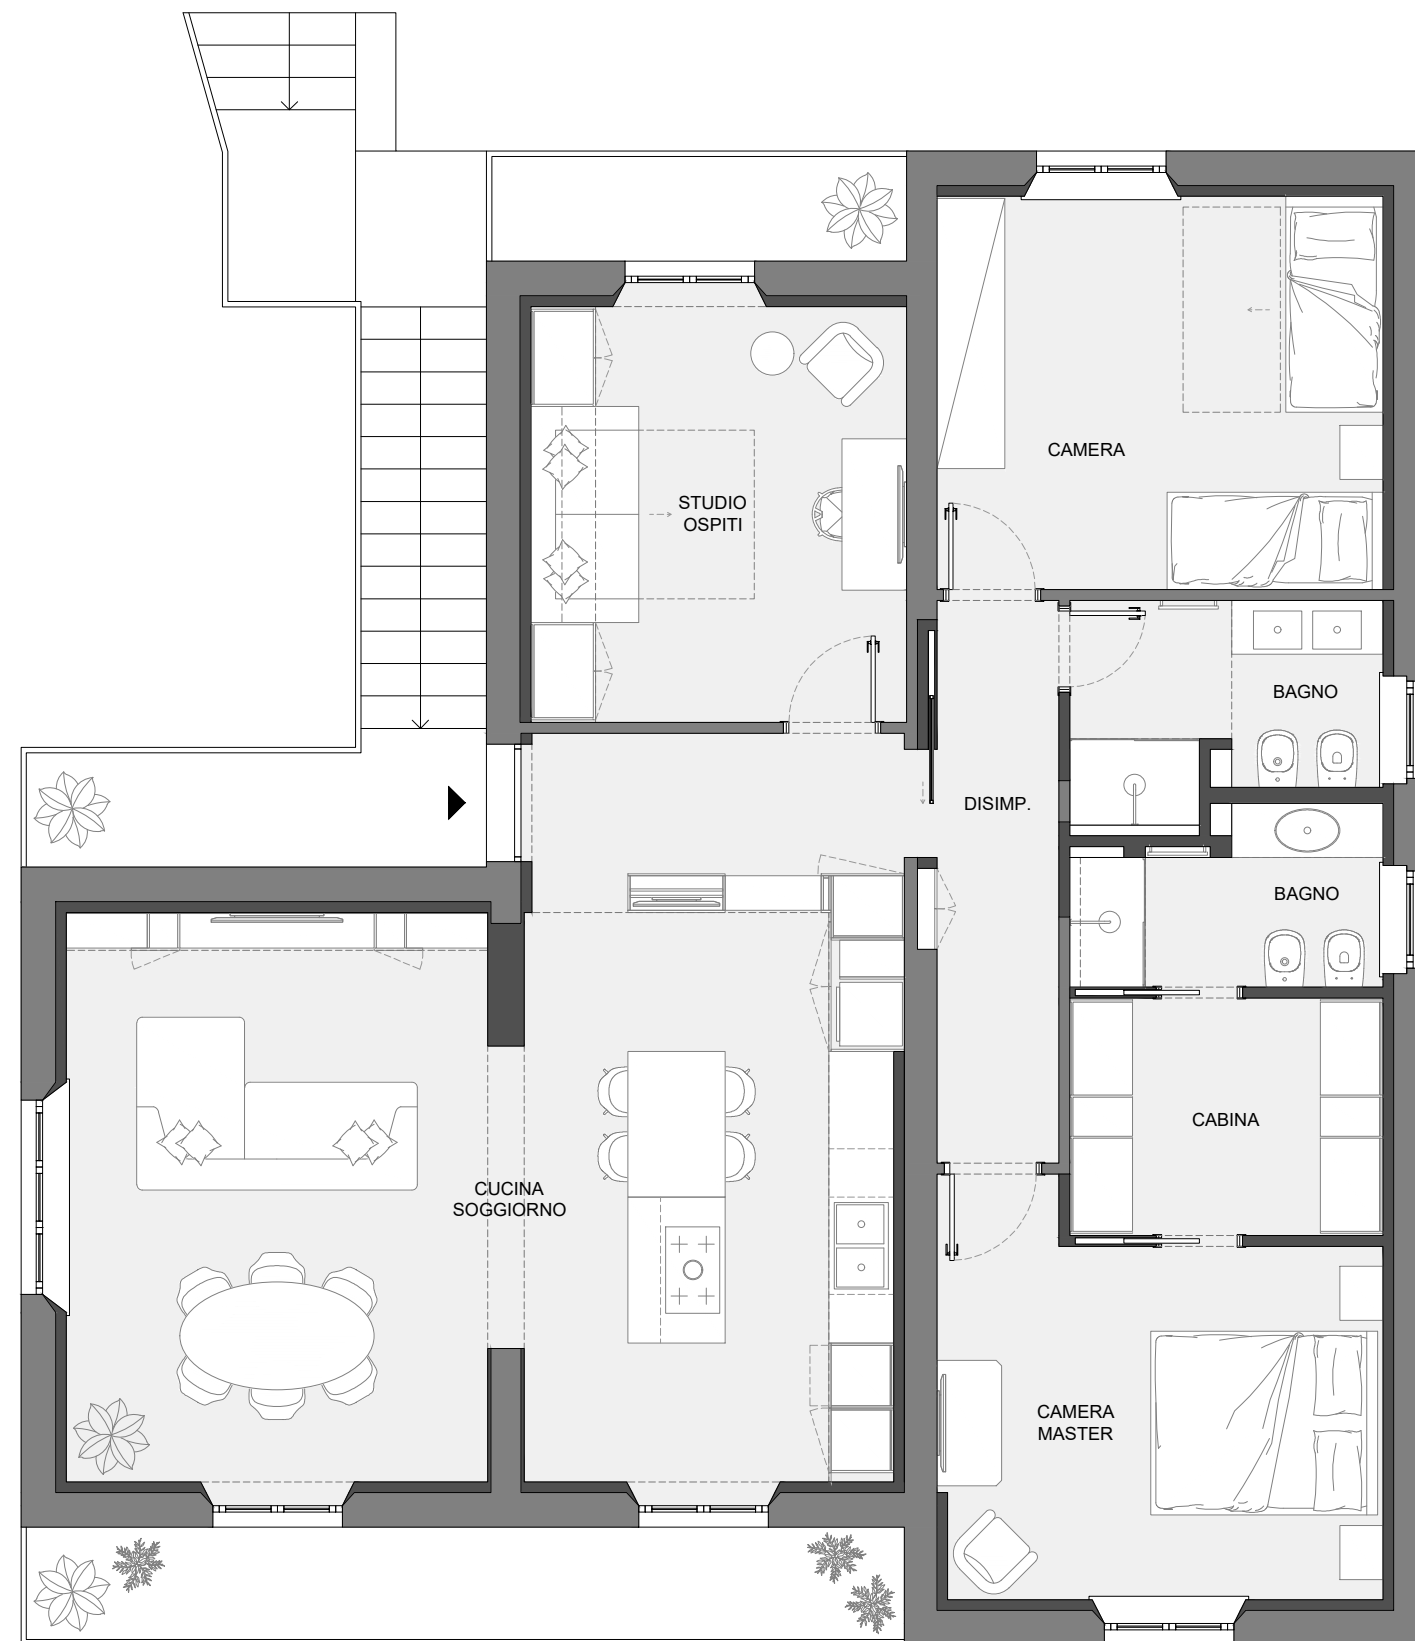 CAMERA
STUDIO
OSPITI
BAGNO
DISIMP.
BAGNO
CABINA
CUCINA
SOGGIORNO
CAMERA
MASTER